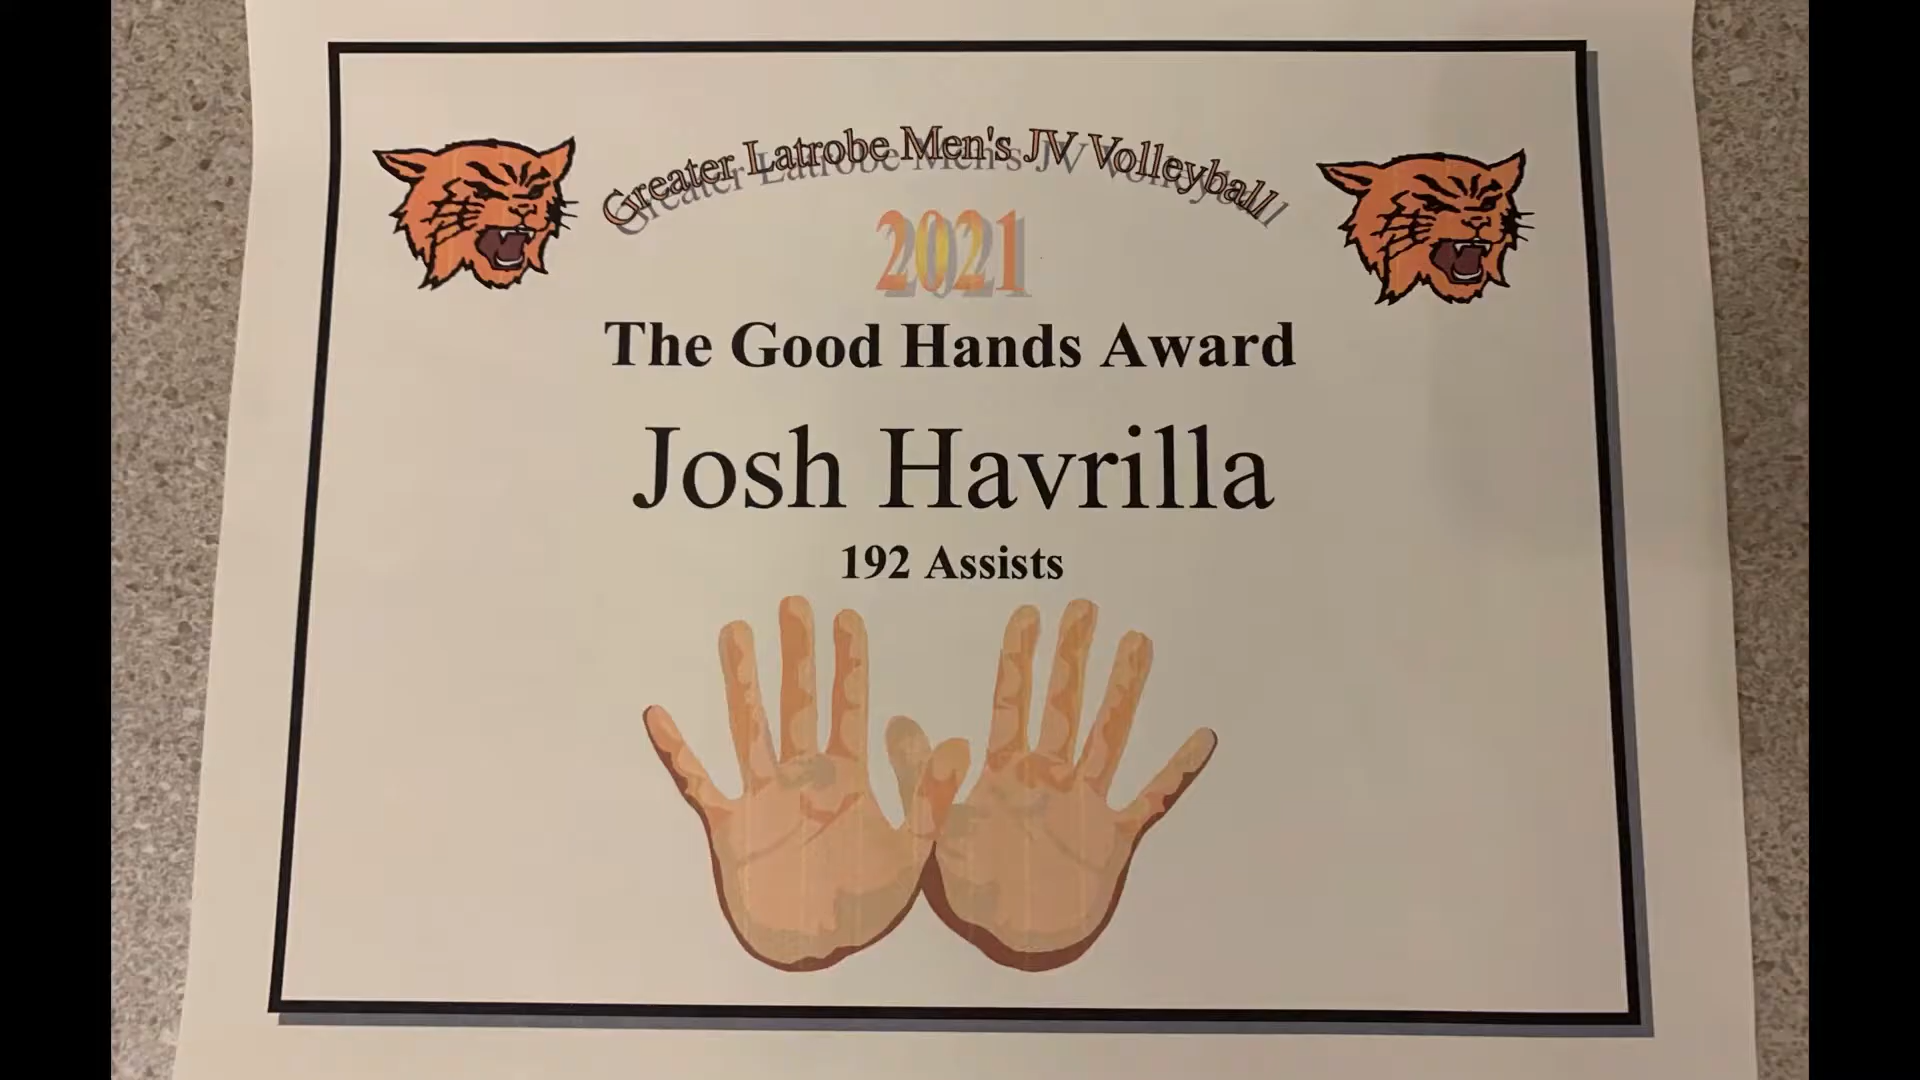 Greater Latrobe Men's JV Volleyball
2021
The Good Hands Award
Josh Havrilla
192 Assists